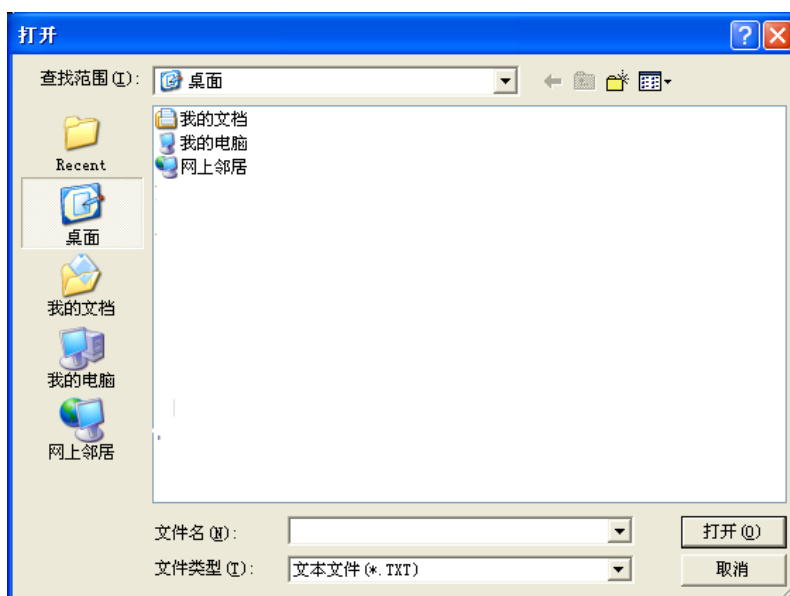 打开
查找范围(I):
桌面
我的文档
我的电脑
网上邻居
Recent
桌面
我的文档
我的电脑
网上邻居
文件名(N):
打开(O)
文件类型(T):
文本文件(*.TXT)
取消